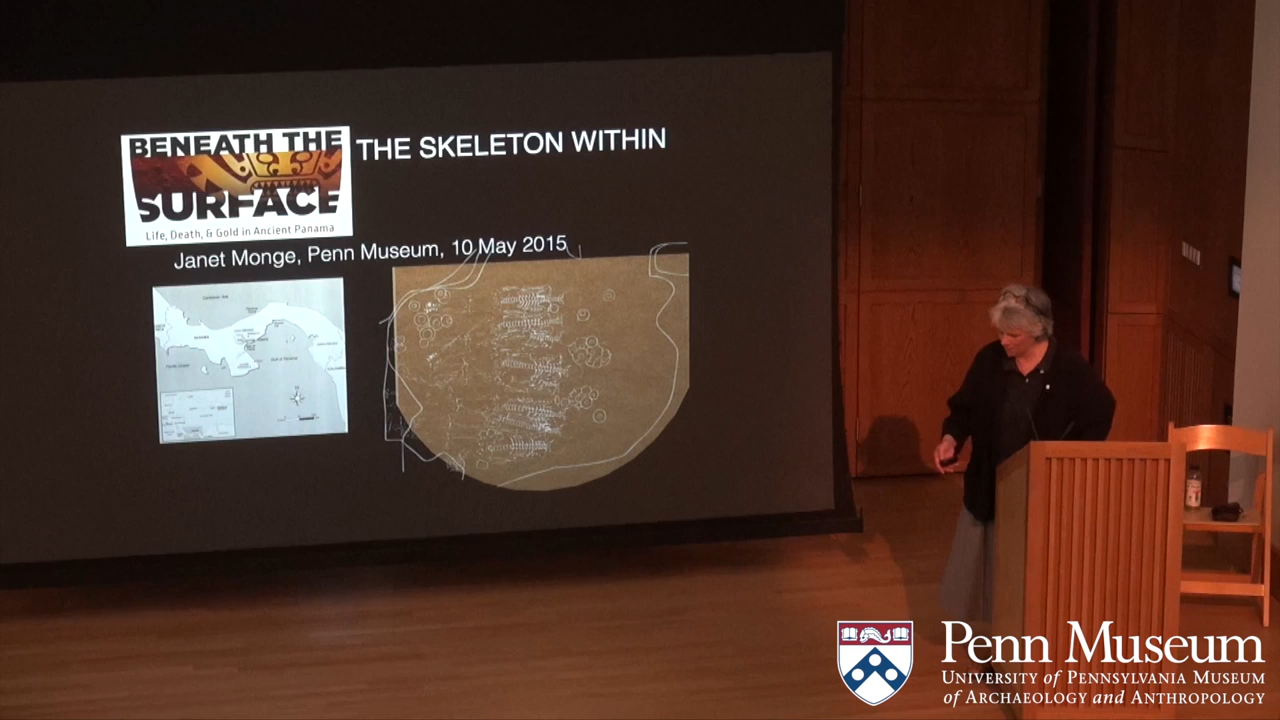 BENEATH THE
SURFACE
Life, Death, & Gold in Ancient Panama
THE SKELETON WITHIN
Janet Monge, Penn Museum, 10 May 2015
Penn Museum
UNIVERSITY of PENNSYLVANIA MUSEUM
of ARCHAEOLOGY and ANTHROPOLOGY